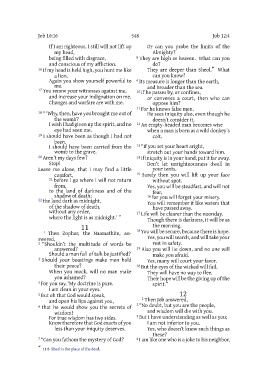 Job 10:16
548
Job 12:4
If I am righteous, I still will not lift up
my head,
being filled with disgrace,
and conscious of my affliction.
16 If my head is held high, you hunt me like
a lion.
Again you show yourself powerful to
me.
17 You renew your witnesses against me,
and increase your indignation on me.
Changes and warfare are with me.
18 “‘Why, then, have you brought me out of
the womb?
I wish I had given up the spirit, and no
eye had seen me.
19 I should have been as though I had not
been.
I should have been carried from the
womb to the grave.
20 Aren’t my days few?
Stop!
Leave me alone, that I may find a little
comfort,
21 before I go where I will not return
from,
to the land of darkness and of the
shadow of death;
22 the land dark as midnight,
of the shadow of death,
without any order,
where the light is as midnight.’”
11
1 Then Zophar, the Naamathite, an-
swered,
2 “Shouldn’t the multitude of words be
answered?
Should a man full of talk be justified?
3 Should your boastings make men hold
their peace?
When you mock, will no man make
you ashamed?
4 For you say, ‘My doctrine is pure.
I am clean in your eyes.’
5 But oh that God would speak,
and open his lips against you,
6 that he would show you the secrets of
wisdom!
For true wisdom has two sides.
Know therefore that God exacts of you
less than your iniquity deserves.
7 “Can you fathom the mystery of God?
Or can you probe the limits of the
Almighty?
8 They are high as heaven. What can you
do?
They are deeper than Sheol.* What
can you know?
9 Its measure is longer than the earth,
and broader than the sea.
10 If he passes by, or confines,
or convenes a court, then who can
oppose him?
11 For he knows false men.
He sees iniquity also, even though he
doesn’t consider it.
12 An empty-headed man becomes wise
when a man is born as a wild donkey’s
colt.
13 “If you set your heart aright,
stretch out your hands toward him.
14 If iniquity is in your hand, put it far away.
Don’t let unrighteousness dwell in
your tents.
15 Surely then you will lift up your face
without spot.
Yes, you will be steadfast, and will not
fear,
16 for you will forget your misery.
You will remember it like waters that
have passed away.
17 Life will be clearer than the noonday.
Though there is darkness, it will be as
the morning.
18 You will be secure, because there is hope.
Yes, you will search, and will take your
rest in safety.
19 Also you will lie down, and no one will
make you afraid.
Yes, many will court your favor.
20 But the eyes of the wicked will fail.
They will have no way to flee.
Their hope will be the giving up of the
spirit.”
12
1 Then Job answered,
2 “No doubt, but you are the people,
and wisdom will die with you.
3 But I have understanding as well as you;
I am not inferior to you.
Yes, who doesn’t know such things as
these?
4 I am like one who is a joke to his neighbor,
* 11:8 Sheol is the place of the dead.